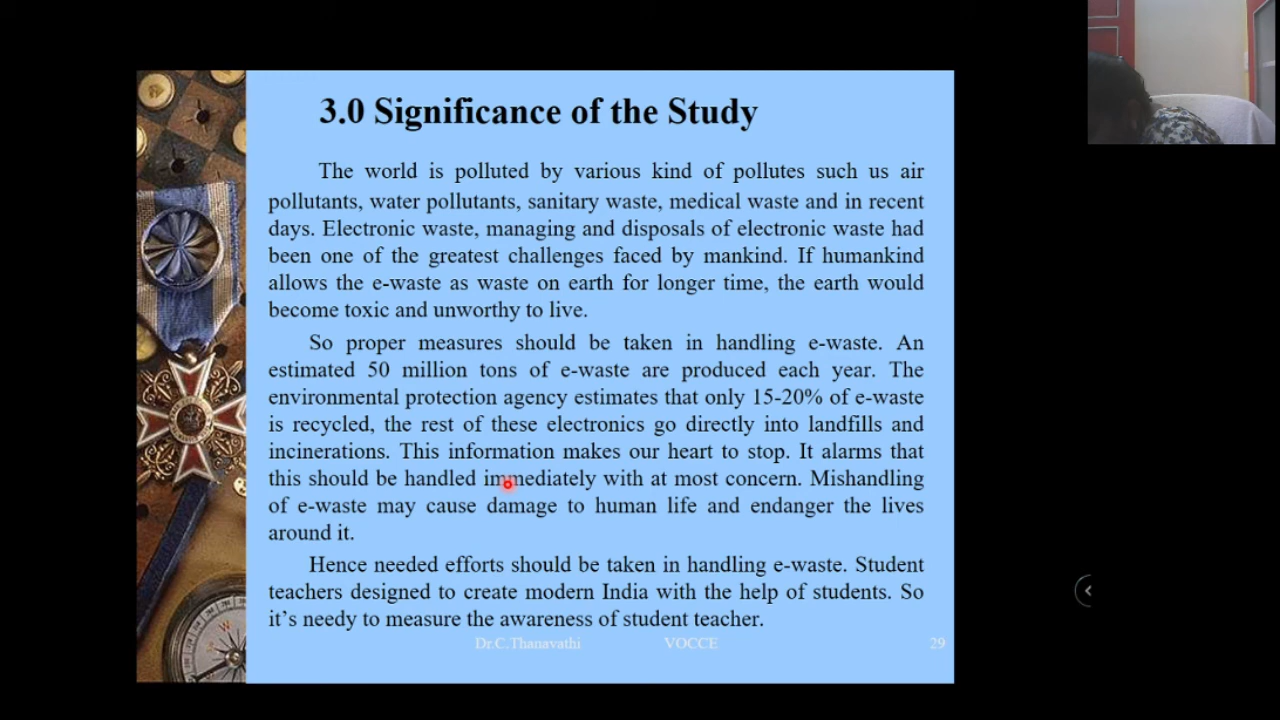 3.0 Significance of the Study
The world is polluted by various kind of pollutes such us air
pollutants, water pollutants, sanitary waste, medical waste and in recent
days. Electronic waste, managing and disposals of electronic waste had
been one of the greatest challenges faced by mankind. If humankind
allows the e-waste as waste on earth for longer time, the earth would
become toxic and unworthy to live.
So proper measures should be taken in handling e-waste. An
estimated 50 million tons of e-waste are produced each year. The
environmental protection agency estimates that only 15-20% of e-waste
is recycled, the rest of these electronics go directly into landfills and
incinerations. This information makes our heart to stop. It alarms that
this should be handled immediately with at most concern. Mishandling
of e-waste may cause damage to human life and endanger the lives
around it.
Hence needed efforts should be taken in handling e-waste. Student
teachers designed to create modern India with the help of students. So
it's needy to measure the awareness of student teacher.
Dr.C.Thanavathi VOCCE 29